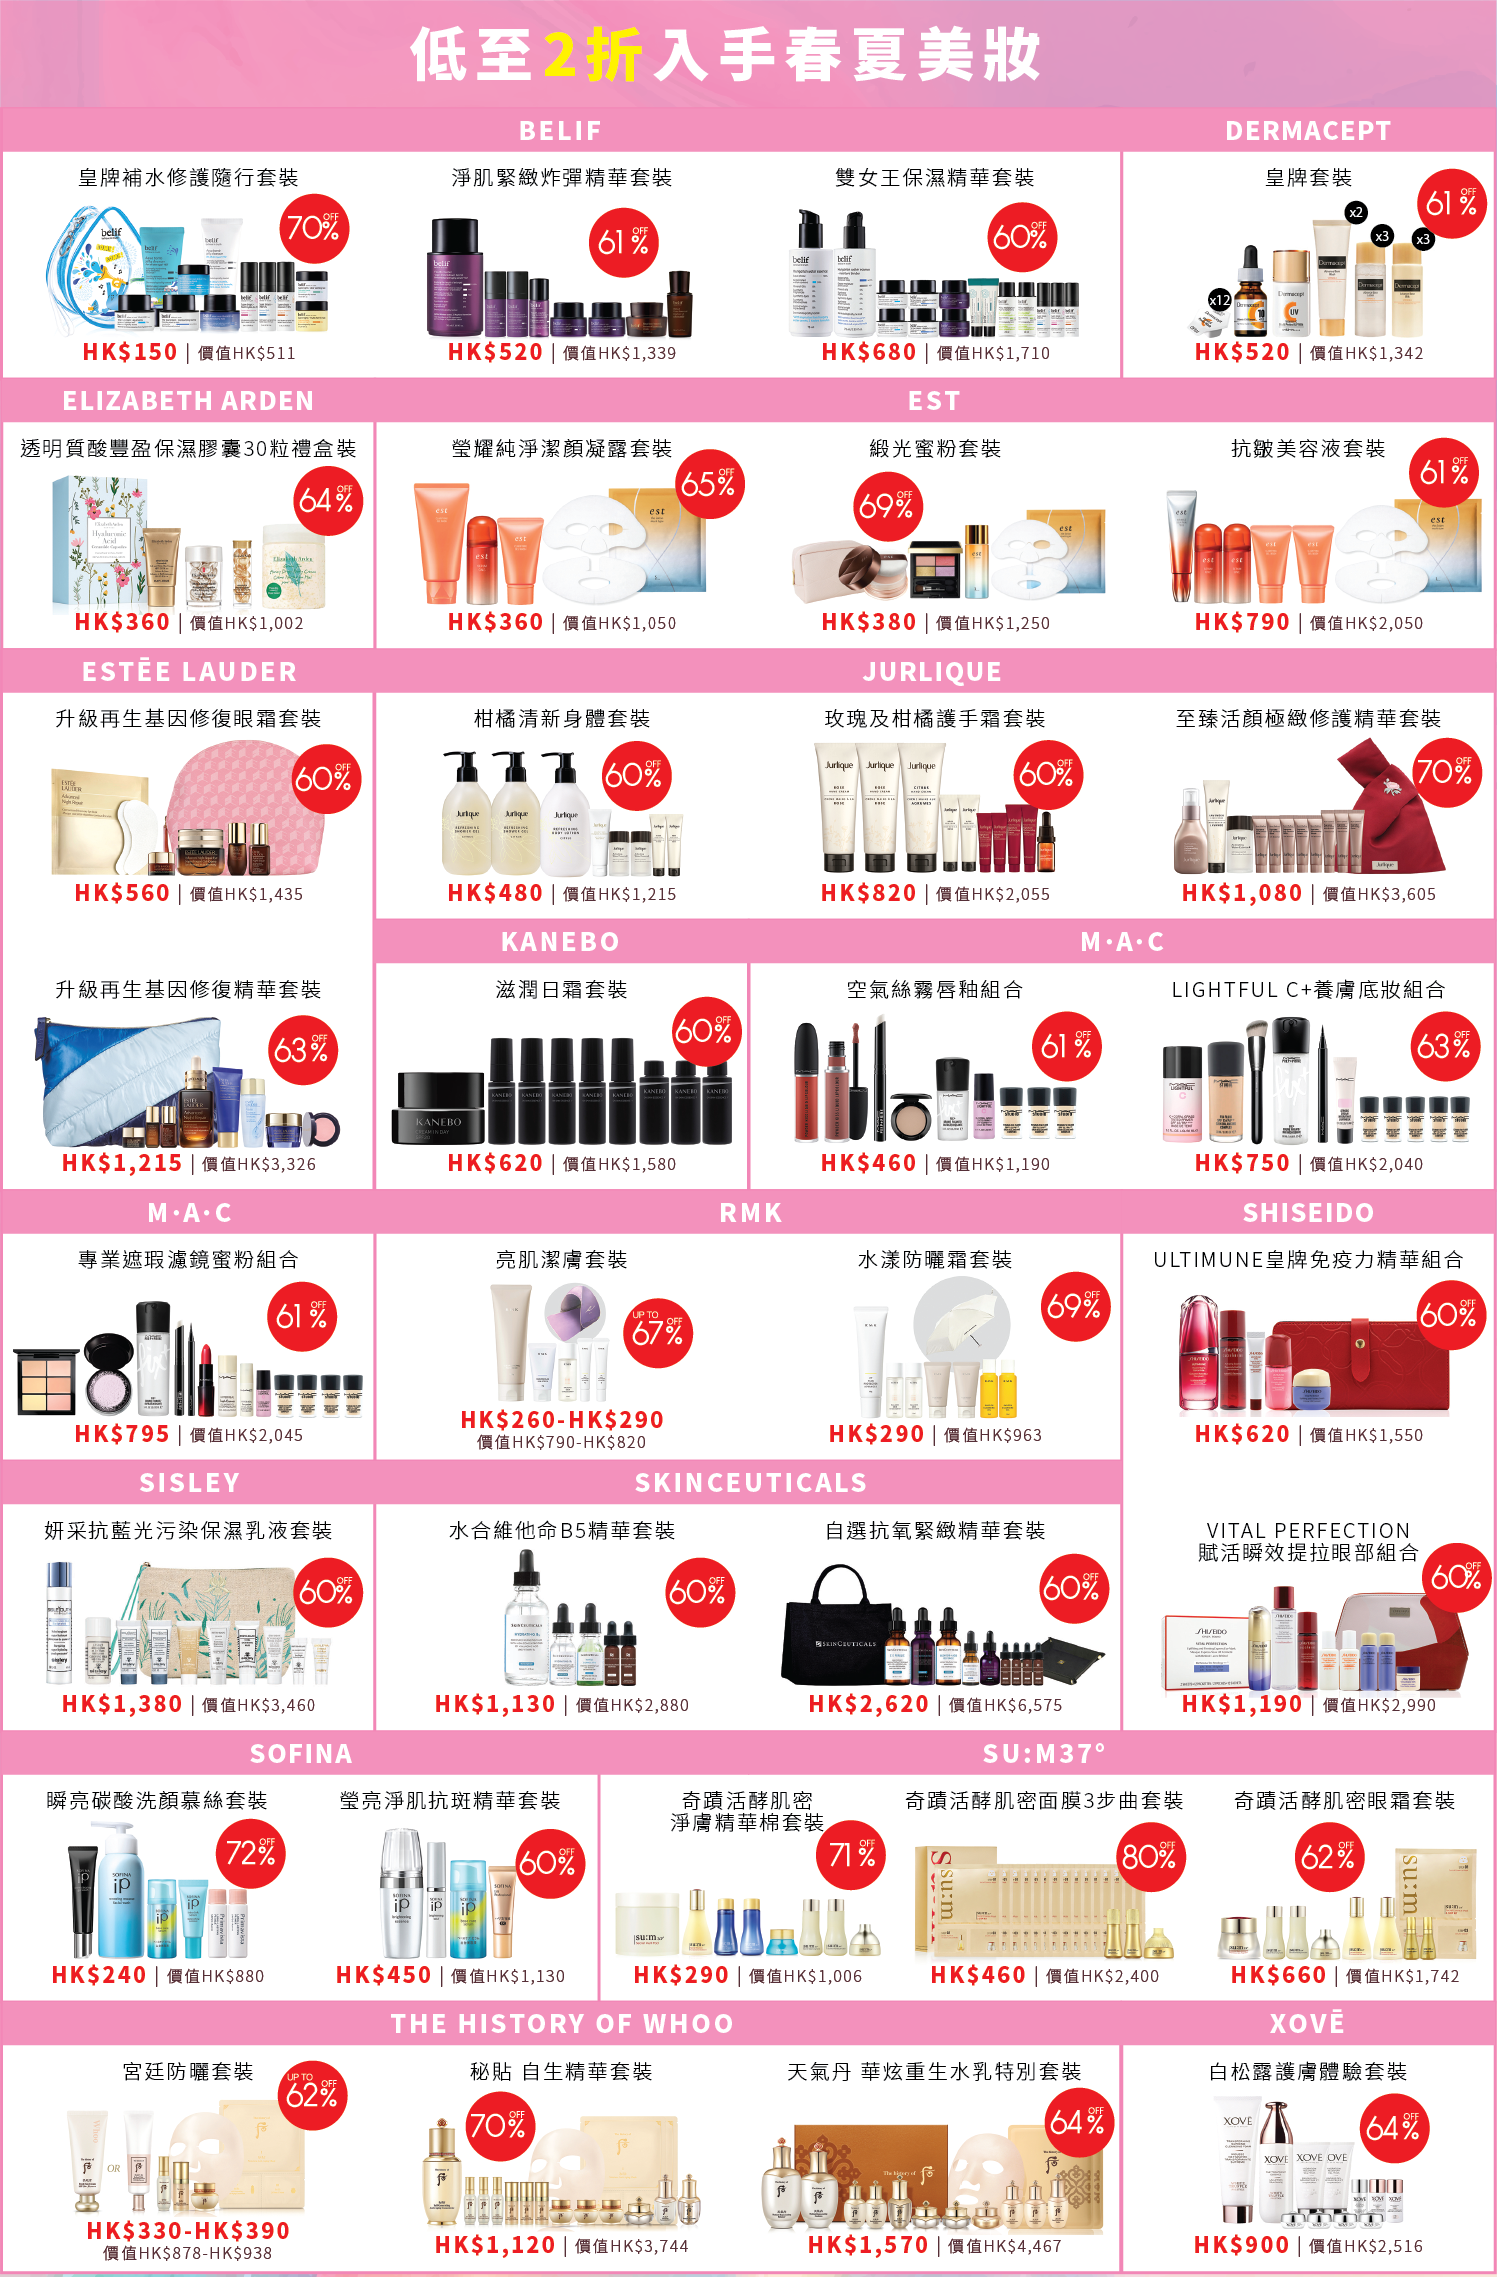 低至2折入手春夏美妝
BELIF
DERMACEPT
皇牌補水修護隨行套裝
70% OFF
HK$150 | 價值HK$511
淨肌緊緻炸彈精華套裝
61% OFF
HK$520 | 價值HK$1,339
雙女王保濕精華套裝
60% OFF
HK$680 | 價值HK$1,710
皇牌套裝
61% OFF
x2
x3
x3
x12
HK$520 | 價值HK$1,342
ELIZABETH ARDEN
EST
透明質酸豐盈保濕膠囊30粒禮盒裝
64% OFF
HK$360 | 價值HK$1,002
瑩耀純淨潔顏凝露套裝
65% OFF
HK$360 | 價值HK$1,050
緞光蜜粉套裝
69% OFF
HK$380 | 價值HK$1,250
抗皺美容液套裝
61% OFF
HK$790 | 價值HK$2,050
ESTĒE LAUDER
JURLIQUE
升級再生基因修復眼霜套裝
60% OFF
HK$560 | 價值HK$1,435
柑橘清新身體套裝
60% OFF
HK$480 | 價值HK$1,215
玫瑰及柑橘護手霜套裝
60% OFF
HK$820 | 價值HK$2,055
至臻活顏極緻修護精華套裝
70% OFF
HK$1,080 | 價值HK$3,605
KANEBO
M·A·C
升級再生基因修復精華套裝
63% OFF
HK$1,215 | 價值HK$3,326
滋潤日霜套裝
60% OFF
KANEBO
HK$620 | 價值HK$1,580
空氣絲霧唇釉組合
61% OFF
HK$460 | 價值HK$1,190
LIGHTFUL C+養膚底妝組合
63% OFF
HK$750 | 價值HK$2,040
M·A·C
RMK
SHISEIDO
專業遮瑕濾鏡蜜粉組合
61% OFF
HK$795 | 價值HK$2,045
亮肌潔膚套裝
UP TO 67% OFF
HK$260-HK$290
價值HK$790-HK$820
水漾防曬霜套裝
69% OFF
HK$290 | 價值HK$963
ULTIMUNE皇牌免疫力精華組合
60% OFF
HK$620 | 價值HK$1,550
SISLEY
SKINCEUTICALS
妍采抗藍光污染保濕乳液套裝
60% OFF
HK$1,380 | 價值HK$3,460
水合維他命B5精華套裝
60% OFF
HK$1,130 | 價值HK$2,880
自選抗氧緊緻精華套裝
60% OFF
SKINCEUTICALS
HK$2,620 | 價值HK$6,575
VITAL PERFECTION
賦活瞬效提拉眼部組合
60% OFF
HK$1,190 | 價值HK$2,990
SOFINA
SU:M37°
瞬亮碳酸洗顏慕絲套裝
72% OFF
HK$240 | 價值HK$880
瑩亮淨肌抗斑精華套裝
60% OFF
HK$450 | 價值HK$1,130
奇蹟活酵肌密
淨膚精華棉套裝
71% OFF
HK$290 | 價值HK$1,006
奇蹟活酵肌密面膜3步曲套裝
80% OFF
HK$460 | 價值HK$2,400
奇蹟活酵肌密眼霜套裝
62% OFF
HK$660 | 價值HK$1,742
THE HISTORY OF WHOO
XOVĒ
宮廷防曬套裝
UP TO 62% OFF
OR
HK$330-HK$390
價值HK$878-HK$938
秘貼 自生精華套裝
70% OFF
HK$1,120 | 價值HK$3,744
天氣丹 華炫重生水乳特別套裝
64% OFF
HK$1,570 | 價值HK$4,467
白松露護膚體驗套裝
64% OFF
XOVĒ
HK$900 | 價值HK$2,516